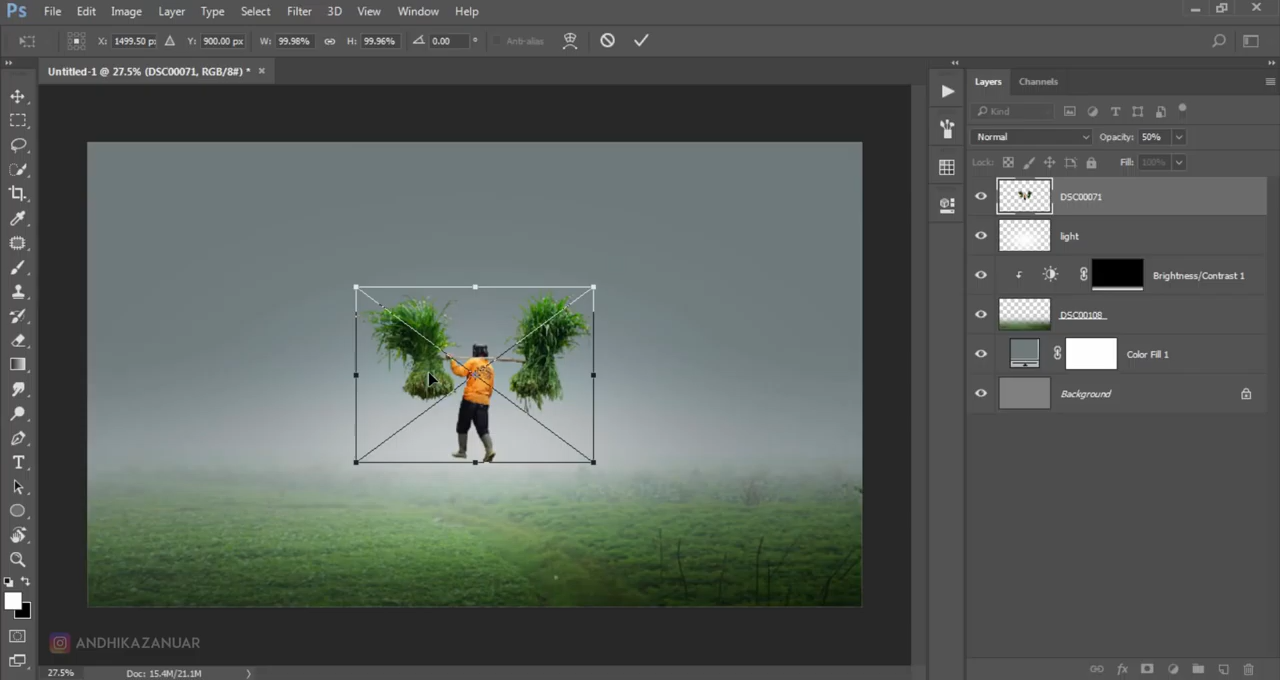 Ps File Edit Image Layer Type Select Filter 3D View Window Help
X: 1499.50 px Y: 900.00 px W: 99.98% H: 99.96% 0.00 ° Anti-alias
Untitled-1 @ 27.5% (DSC00071, RGB/8#) * ×
Layers Channels
Kind
Normal Opacity: 50%
Lock: Fill: 100%
DSC00071
light
Brightness/Contrast 1
DSC00108
Color Fill 1
Background
ANDHIKAZANUAR
27.5% Doc: 15.4M/21.1M